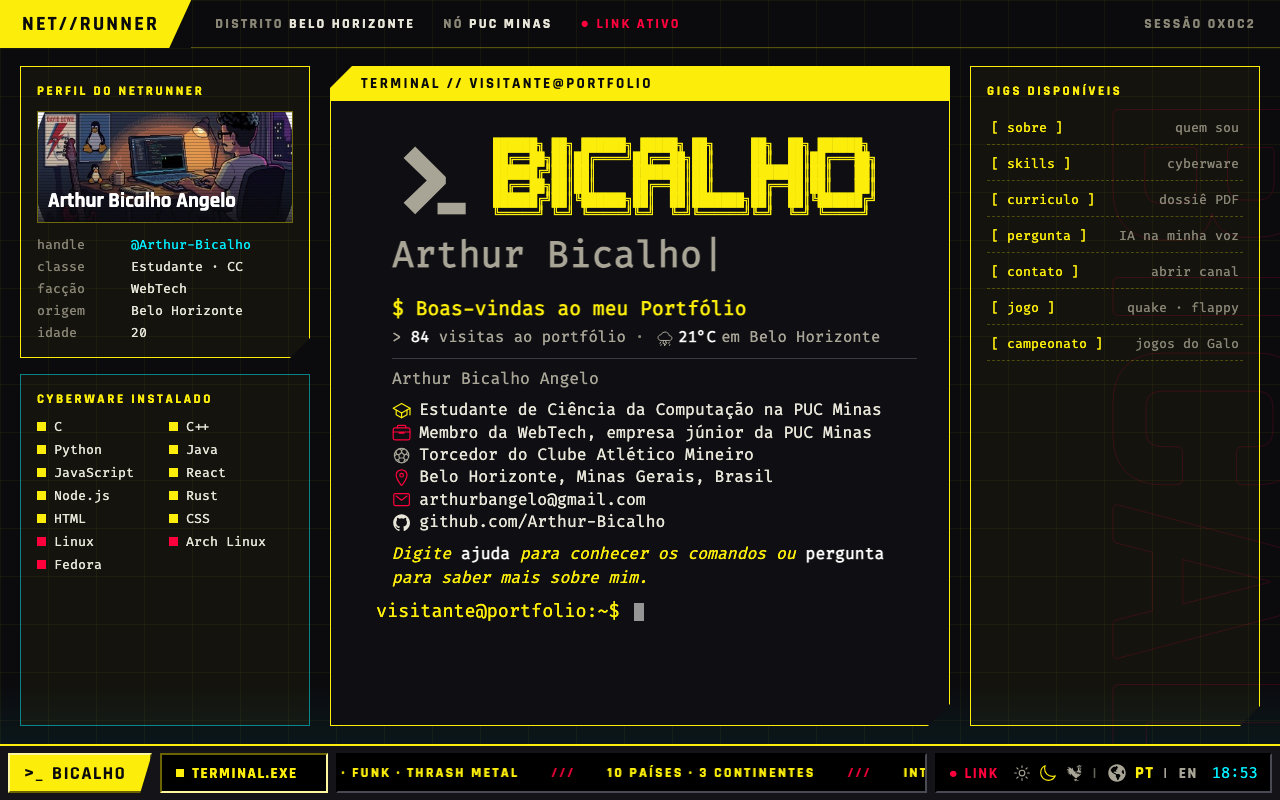 NET//RUNNER
DISTRITO BELO HORIZONTE NÓ PUC MINAS ● LINK ATIVO
SESSÃO 0X0C2
PERFIL DO NETRUNNER
Arthur Bicalho Angelo
handle @Arthur-Bicalho
classe Estudante · CC
facção WebTech
origem Belo Horizonte
idade 20
CYBERWARE INSTALADO
C C++
Python Java
JavaScript React
Node.js Rust
HTML CSS
Linux Arch Linux
Fedora
TERMINAL // VISITANTE@PORTFOLIO
>_ BICALHO
Arthur Bicalho|
$ Boas-vindas ao meu Portfólio
> 84 visitas ao portfólio · 21°C em Belo Horizonte
Arthur Bicalho Angelo
Estudante de Ciência da Computação na PUC Minas
Membro da WebTech, empresa júnior da PUC Minas
Torcedor do Clube Atlético Mineiro
Belo Horizonte, Minas Gerais, Brasil
arthurbangelo@gmail.com
github.com/Arthur-Bicalho
Digite ajuda para conhecer os comandos ou pergunta
para saber mais sobre mim.
visitante@portfolio:~$
GIGS DISPONÍVEIS
[ sobre ] quem sou
[ skills ] cyberware
[ curriculo ] dossiê PDF
[ pergunta ] IA na minha voz
[ contato ] abrir canal
[ jogo ] quake · flappy
[ campeonato ] jogos do Galo
>_ BICALHO
TERMINAL.EXE
· FUNK · THRASH METAL /// 10 PAÍSES · 3 CONTINENTES /// INT
● LINK | PT | EN 18:53